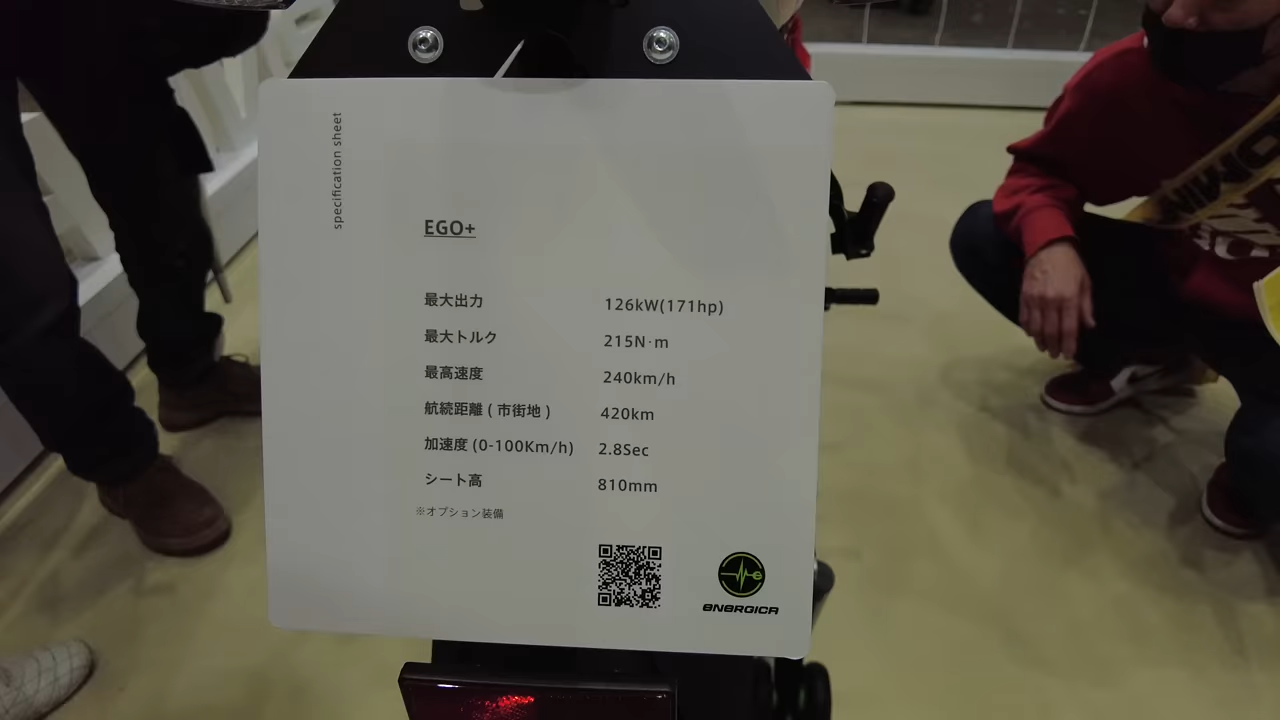 specification sheet
EGO+
最大出力 126kW(171hp)
最大トルク 215N·m
最高速度 240km/h
航続距離 ( 市街地 ) 420km
加速度 (0-100Km/h) 2.8Sec
シート高 810mm
※オプション装備
energica